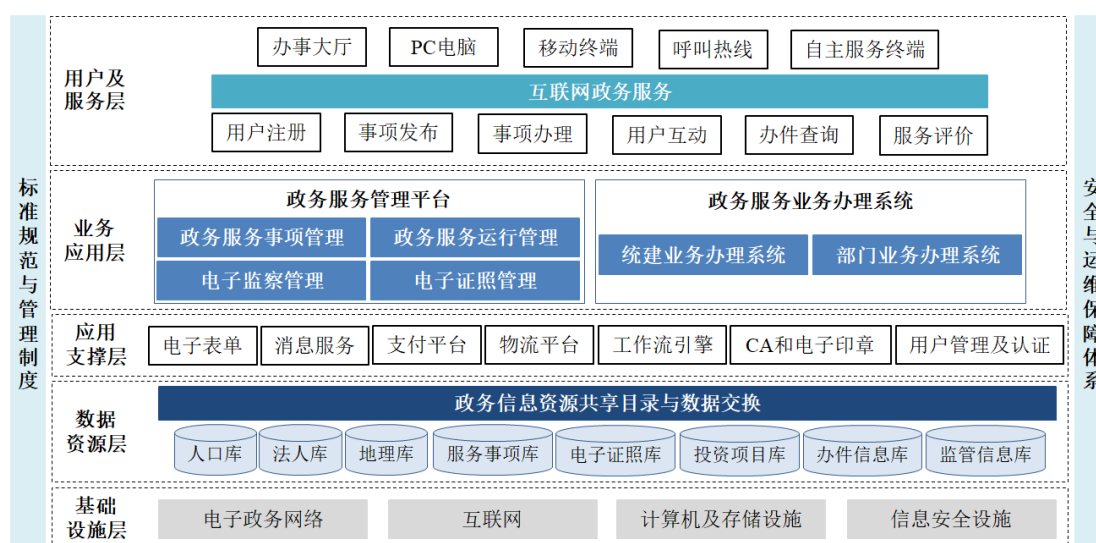 办事大厅
PC电脑
移动终端
呼叫热线
自主服务终端
用户及
服务层
互联网政务服务
用户注册
事项发布
事项办理
用户互动
办件查询
服务评价
标准规范与管理制度
业务
应用层
政务服务管理平台
政务服务事项管理
政务服务运行管理
电子监察管理
电子证照管理
政务服务业务办理系统
统建业务办理系统
部门业务办理系统
安全与运维保障体系
应用
支撑层
电子表单
消息服务
支付平台
物流平台
工作流引擎
CA和电子印章
用户管理及认证
数据
资源层
政务信息资源共享目录与数据交换
人口库
法人库
地理库
服务事项库
电子证照库
投资项目库
办件信息库
监管信息库
基础
设施层
电子政务网络
互联网
计算机及存储设施
信息安全设施